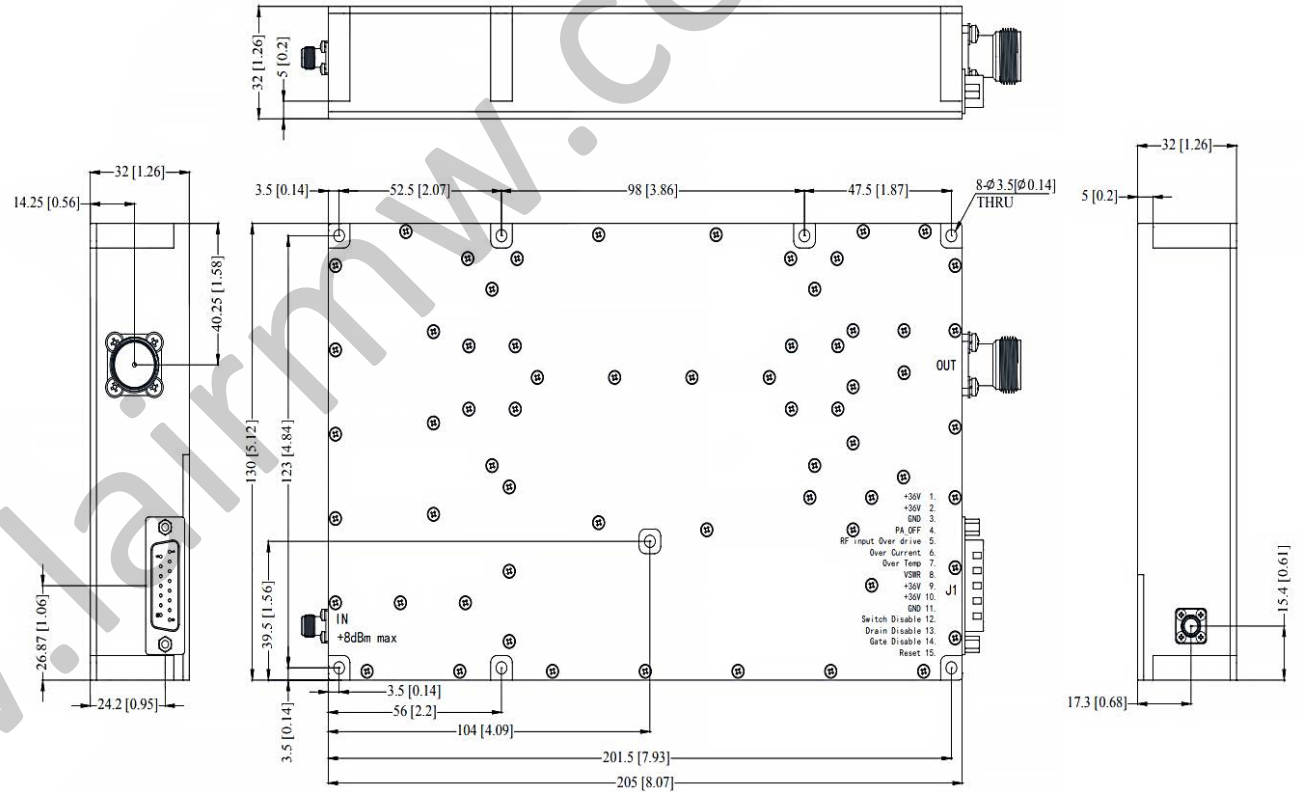 32 [1.26]
5 [0.2]
32 [1.26]
14.25 [0.56]
40.25 [1.58]
26.87 [1.06]
24.2 [0.95]
3.5 [0.14]
52.5 [2.07]
98 [3.86]
47.5 [1.87]
8-Ø3.5[Ø0.14]
THRU
130 [5.12]
123 [4.84]
39.5 [1.56]
OUT
+36V 1.
+36V 2.
GND 3.
PA_OFF 4.
RF input Over drive 5.
Over Current 6.
Over Temp 7.
VSWR 8.
+36V 9.
+36V 10.
GND 11.
Switch Disable 12.
Drain Disable 13.
Gate Disable 14.
Reset 15.
J1
IN
+8dBm max
3.5 [0.14]
3.5 [0.14]
56 [2.2]
104 [4.09]
201.5 [7.93]
205 [8.07]
32 [1.26]
5 [0.2]
15.4 [0.61]
17.3 [0.68]
www.lairmw.co